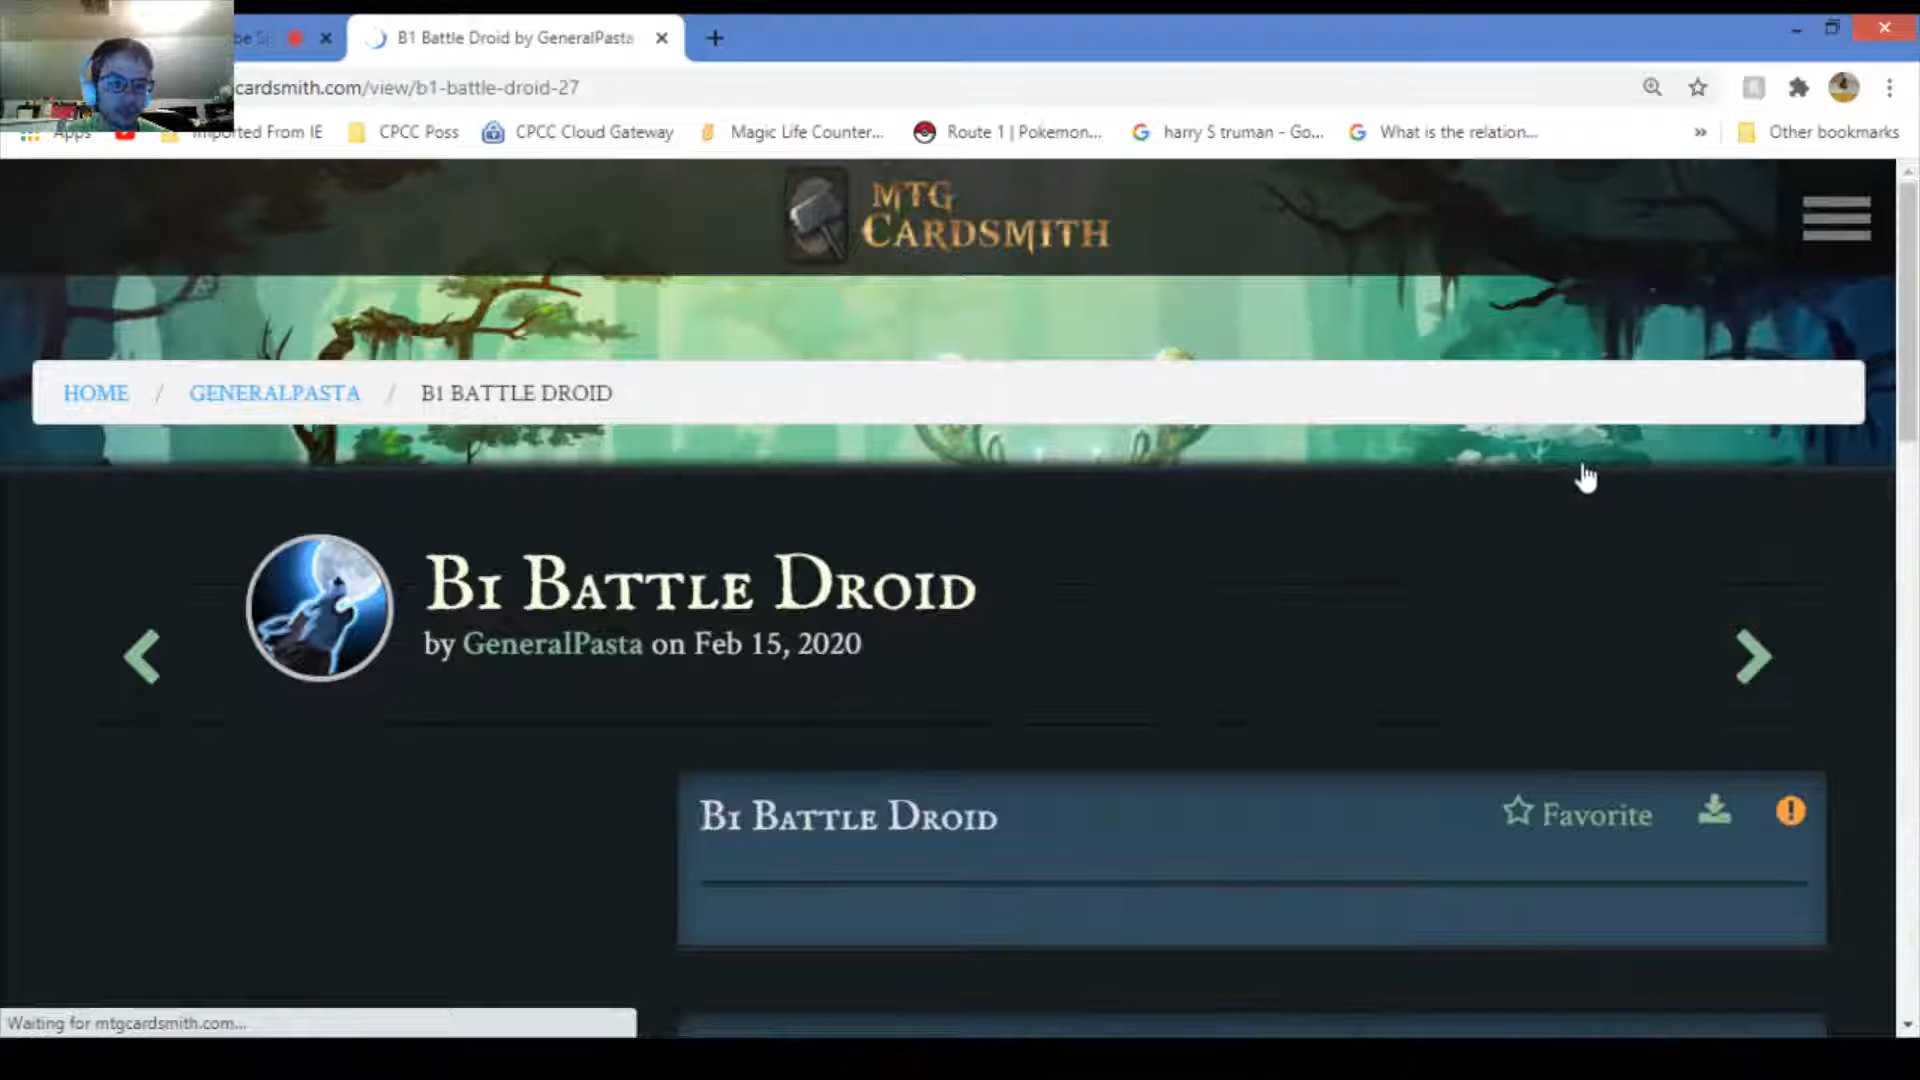 B1 Battle Droid by GeneralPasta
cardsmith.com/view/b1-battle-droid-27
Apps
Imported From IE
CPCC Poss
CPCC Cloud Gateway
Magic Life Counter...
Route 1 | Pokemon...
harry S truman - Go...
What is the relation...
»
Other bookmarks
MTG
CARDSMITH
HOME / GENERALPASTA / B1 BATTLE DROID
B1 Battle Droid
by GeneralPasta on Feb 15, 2020
B1 Battle Droid
Favorite
Waiting for mtgcardsmith.com...